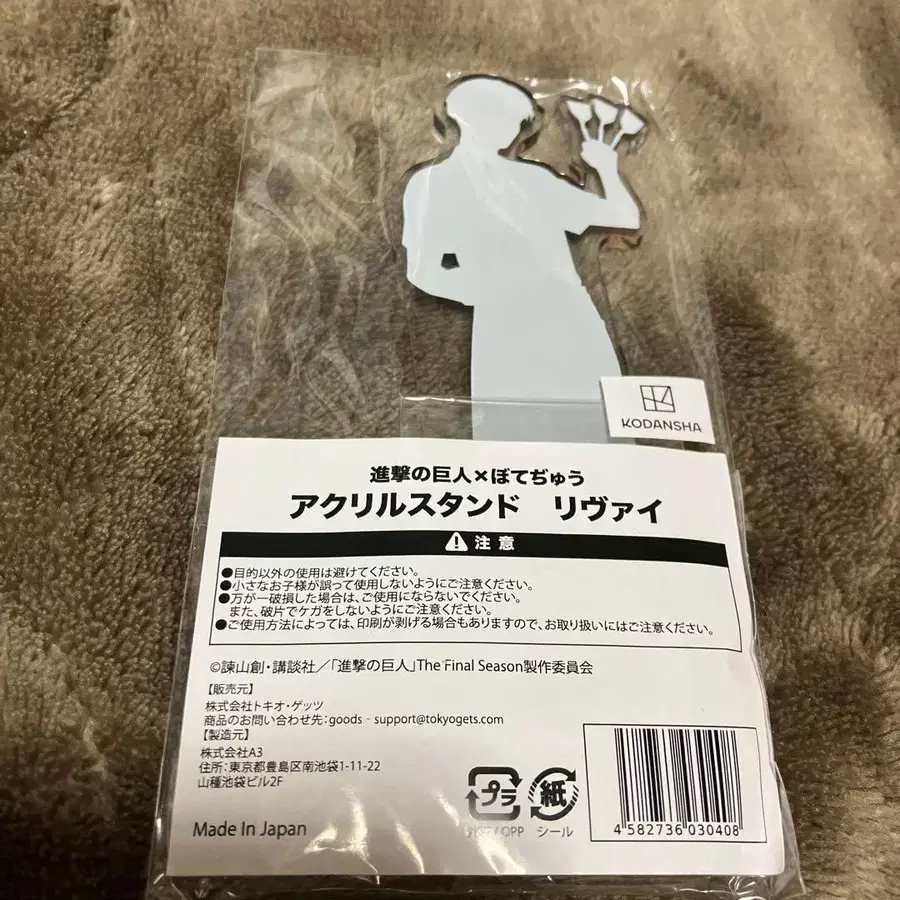 KODANSHA
進撃の巨人×ぼてぢゅう
アクリルスタンド リヴァイ
注意
●目的以外の使用は避けてください。
●小さなお子様が誤って使用しないようにご注意ください。
●万が一破損した場合は、ご使用にならないでください。
また、破片でケガをしないようにご注意ください。
●ご使用方法によっては、印刷が剥げる場合もありますので、お取り扱いにはご注意ください。
©諫山創・講談社／「進撃の巨人」The Final Season製作委員会
【販売元】
株式会社トキオ・ゲッツ
商品のお問い合わせ先：goods‐support@tokyogets.com
【製造元】
株式会社A3
住所：東京都豊島区南池袋1-11-22
山種池袋ビル2F
Made In Japan
プラ
紙
OPP シール
4 582736 030408